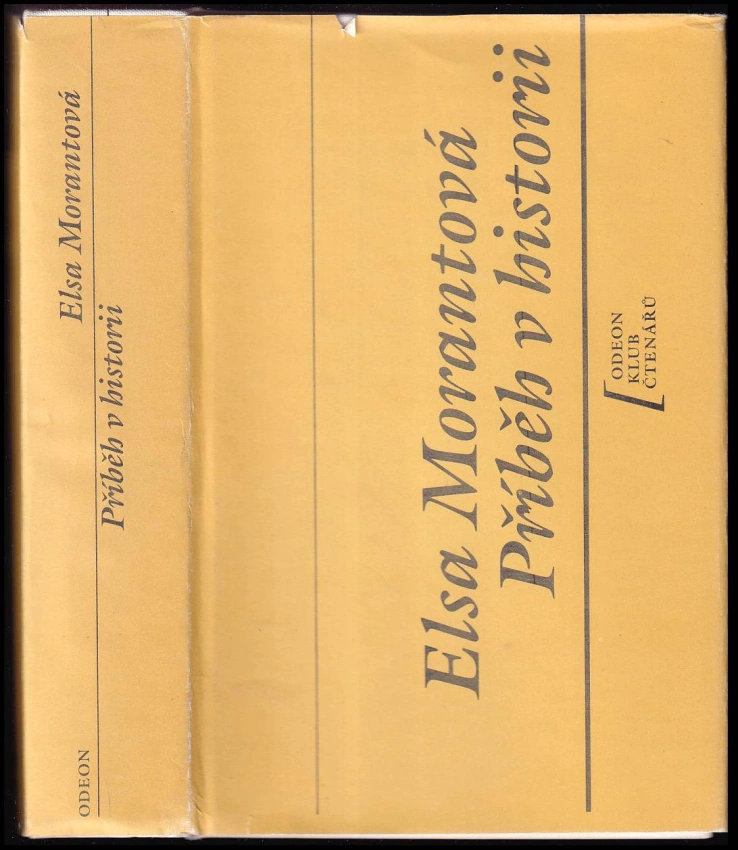 Elsa Morantová
Příběh v historii
ODEON
Elsa Morantová
Příběh v historii
ODEON
KLUB
ČTENÁŘŮ